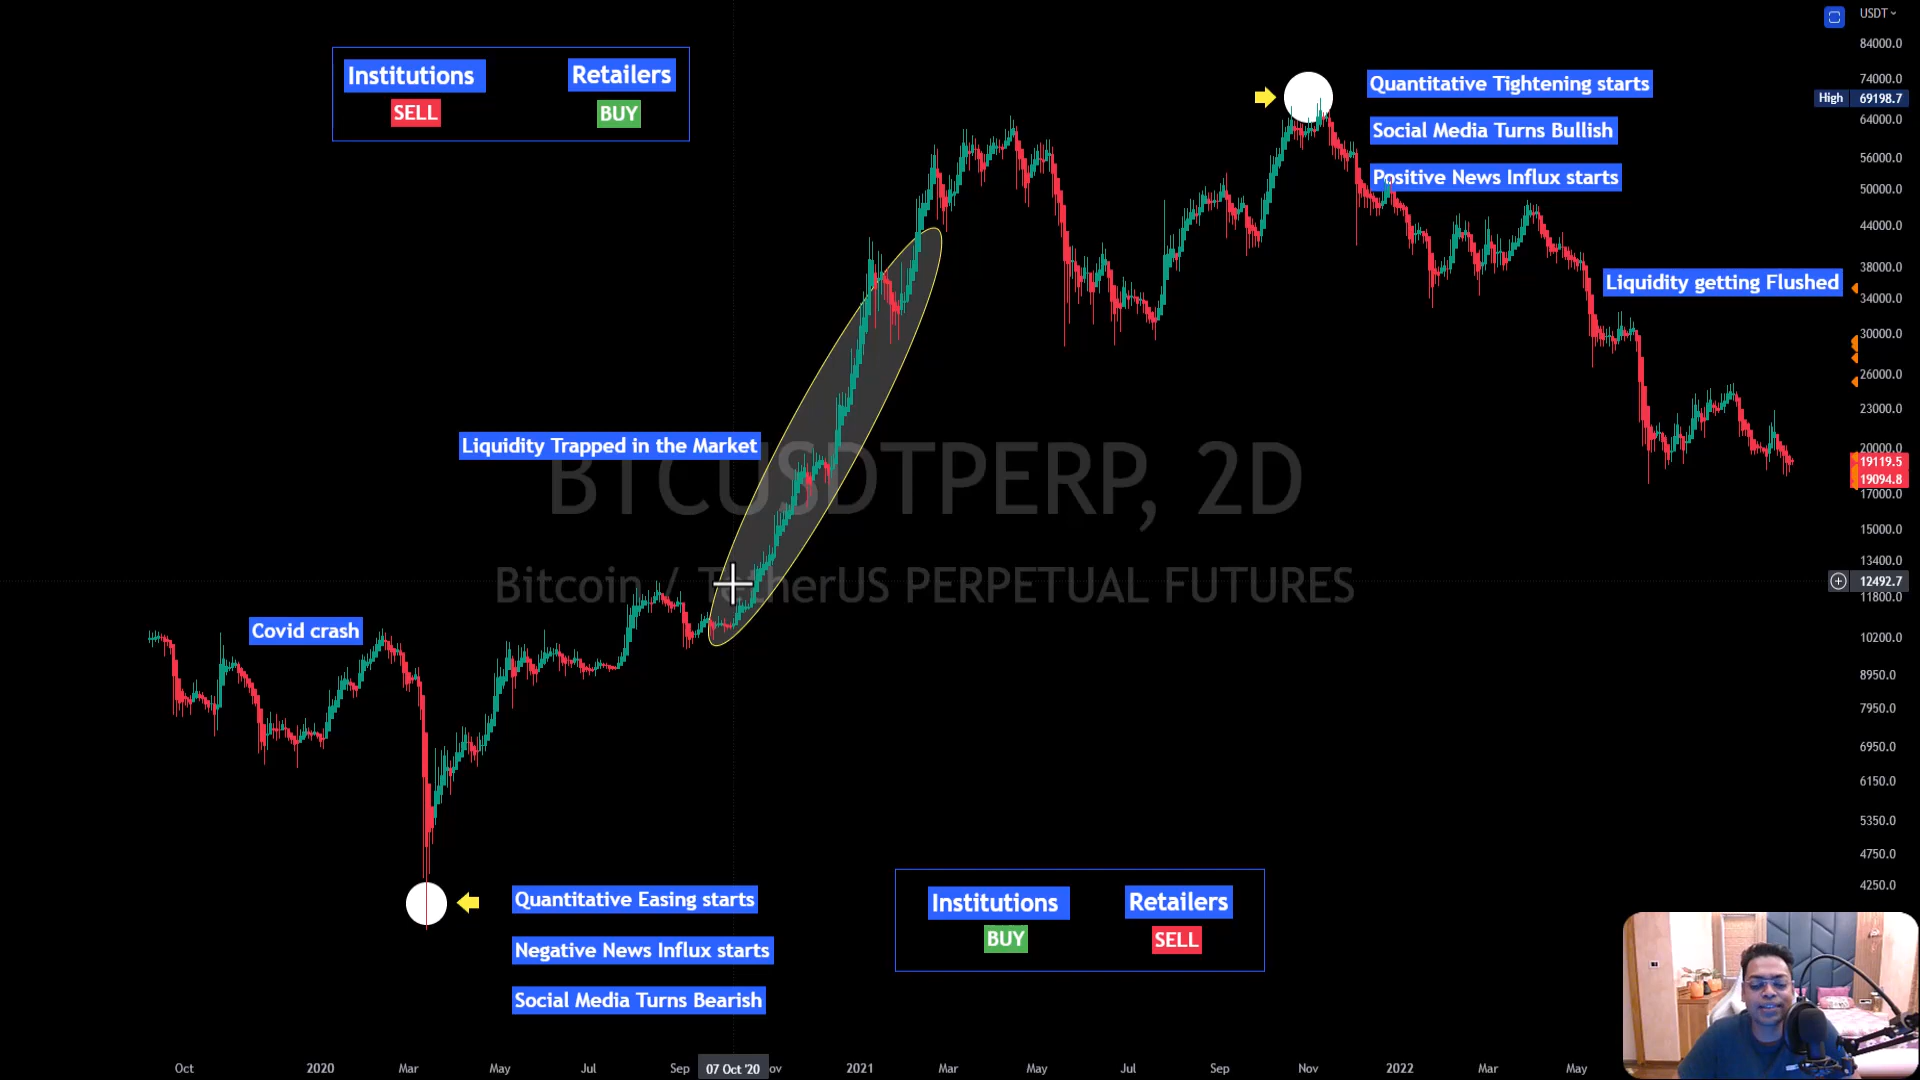 USDT
84000.0
Institutions
Retailers
SELL
BUY
Quantitative Tightening starts
74000.0
High 69198.7
64000.0
Social Media Turns Bullish
56000.0
Positive News Influx starts
50000.0
44000.0
38000.0
Liquidity getting Flushed
34000.0
30000.0
26000.0
23000.0
Liquidity Trapped in the Market
20000.0
19119.5
19094.8
BTCUSDTPERP, 2D
17000.0
15000.0
13400.0
Bitcoin / TetherUS PERPETUAL FUTURES
12492.7
11800.0
Covid crash
10200.0
8950.0
7950.0
6950.0
6150.0
5350.0
4750.0
4250.0
Quantitative Easing starts
Institutions
Retailers
BUY
SELL
Negative News Influx starts
Social Media Turns Bearish
Oct 2020 Mar May Jul Sep 07 Oct '20 ov 2021 Mar May Jul Sep Nov 2022 Mar May